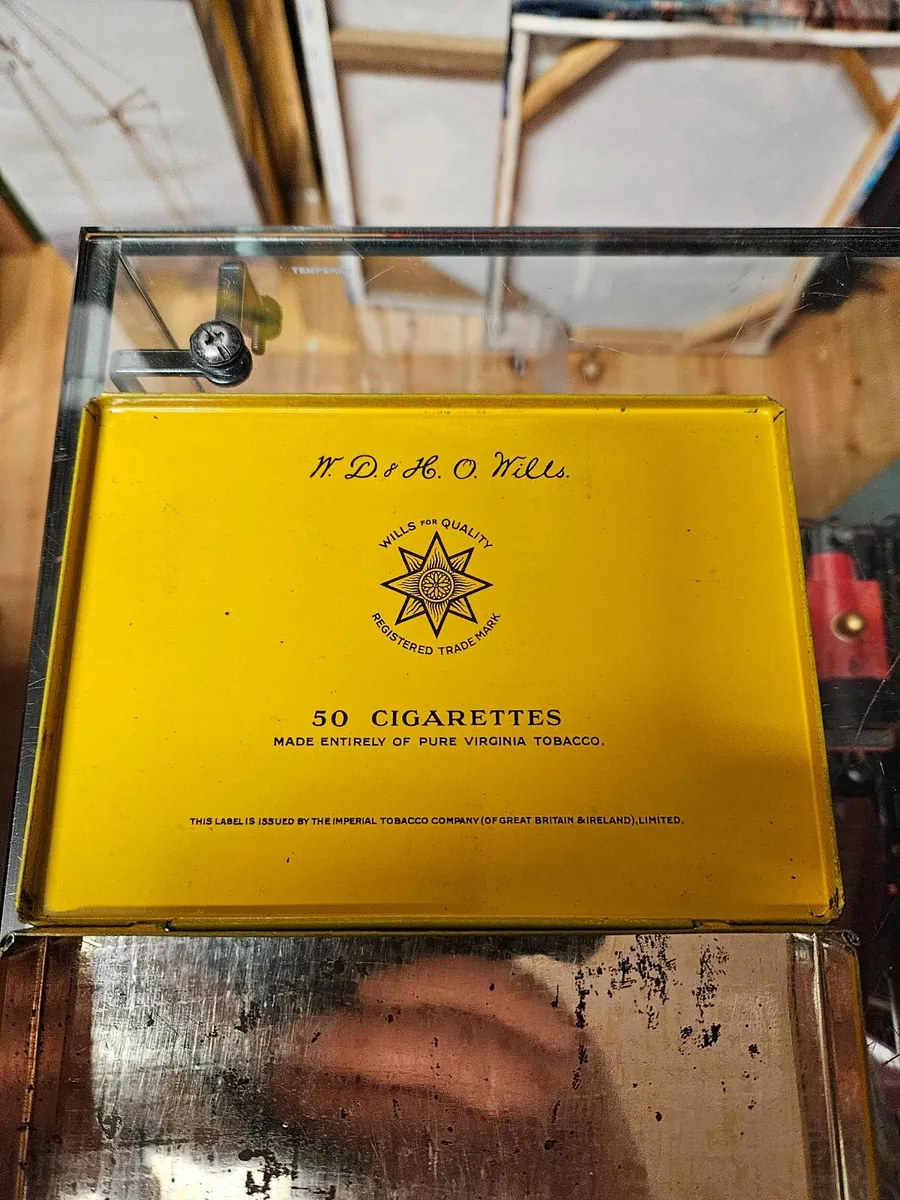 TEMPERA
W. D. & H. O. Wills.
WILLS FOR QUALITY
REGISTERED TRADE MARK
50 CIGARETTES
MADE ENTIRELY OF PURE VIRGINIA TOBACCO.
THIS LABEL IS ISSUED BY THE IMPERIAL TOBACCO COMPANY (OF GREAT BRITAIN & IRELAND), LIMITED.